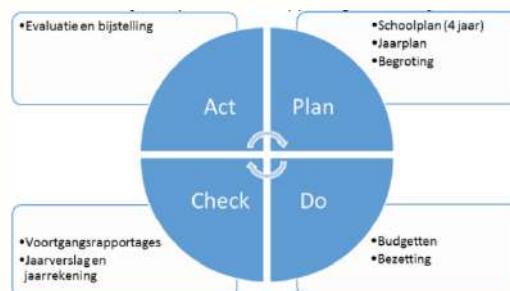 •Evaluatie en bijstelling
•Schoolplan (4 jaar)
•Jaarplan
•Begroting
Act
Plan
Check
Do
•Voortgangsrapportages
•Jaarverslag en
jaarrekening
•Budgetten
•Bezetting